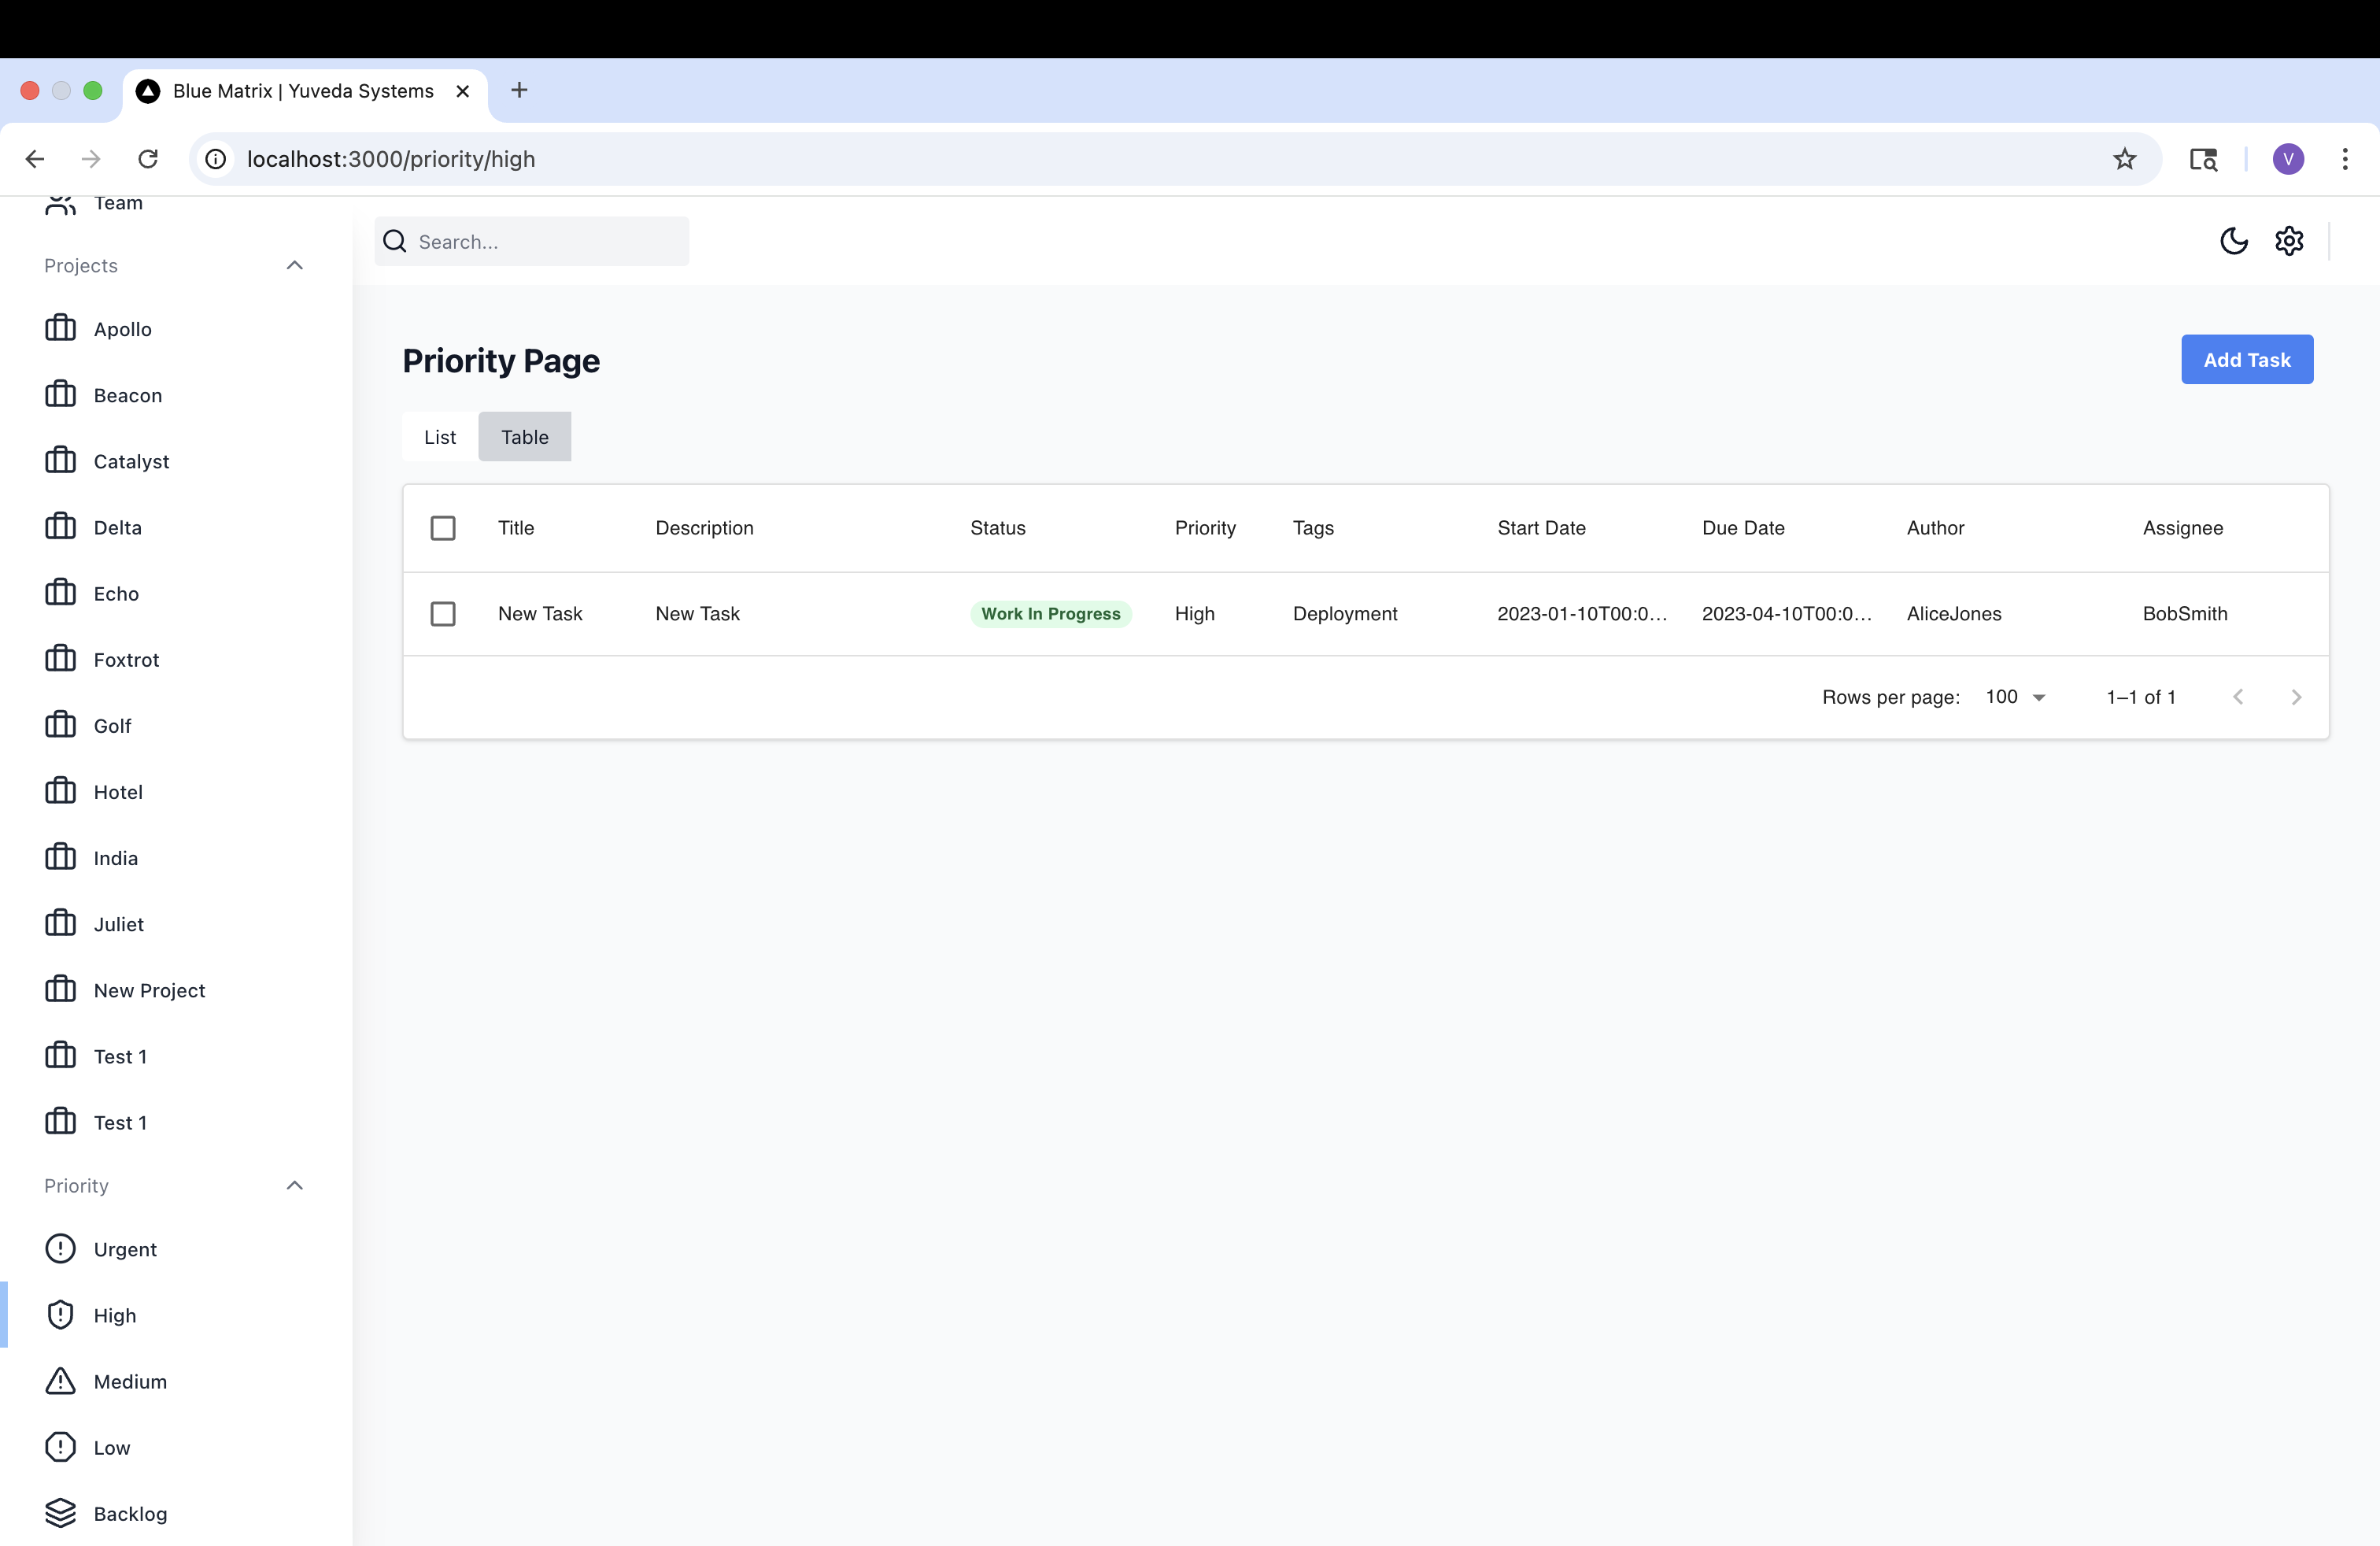 Blue Matrix | Yuveda Systems
localhost:3000/priority/high
V
Team
Projects
Apollo
Beacon
Catalyst
Delta
Echo
Foxtrot
Golf
Hotel
India
Juliet
New Project
Test 1
Test 1
Priority
Urgent
High
Medium
Low
Backlog
Search...
Priority Page
Add Task
List Table
Title Description Status Priority Tags Start Date Due Date Author Assignee
New Task New Task Work In Progress High Deployment 2023-01-10T00:0... 2023-04-10T00:0... AliceJones BobSmith
Rows per page: 100 1–1 of 1